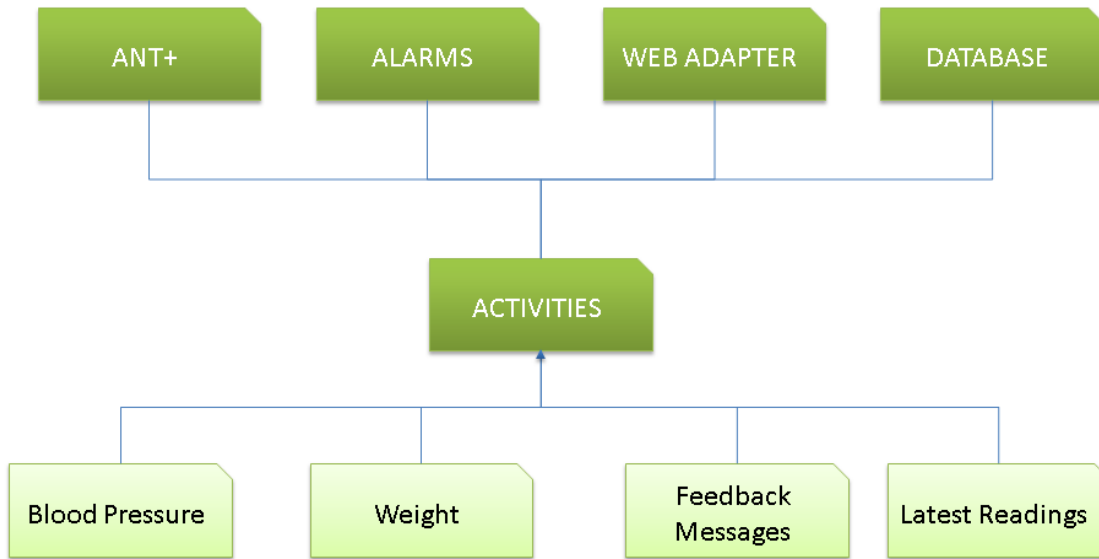 ANT+
ALARMS
WEB ADAPTER
DATABASE
ACTIVITIES
Blood Pressure
Weight
Feedback
Messages
Latest Readings